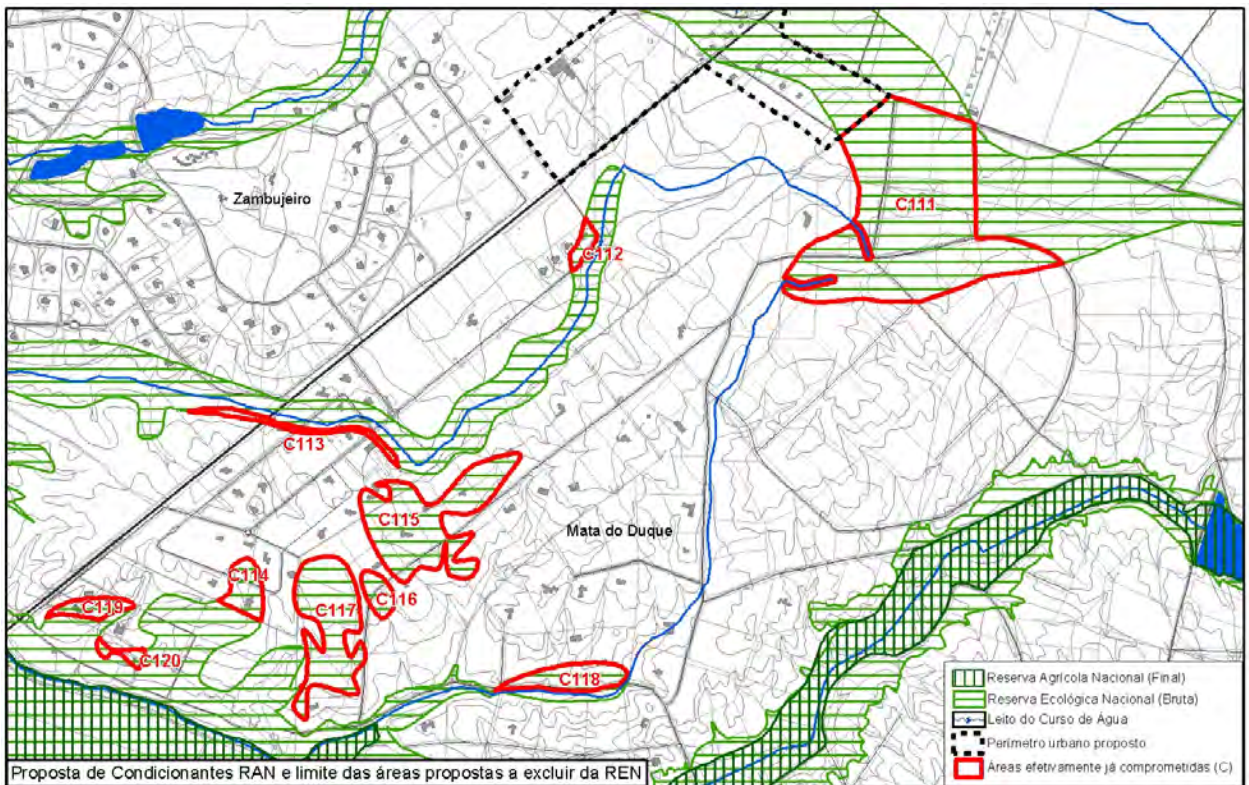 Zambujeiro
C111
C112
C113
C115
Mata do Duque
C114
C116
C119
C117
C120
C118
Reserva Agrícola Nacional (Final)
Reserva Ecológica Nacional (Bruta)
Leito do Curso de Água
Perímetro urbano proposto
Áreas efetivamente já comprometidas (C)
Proposta de Condicionantes RAN e limite das áreas propostas a excluir da REN